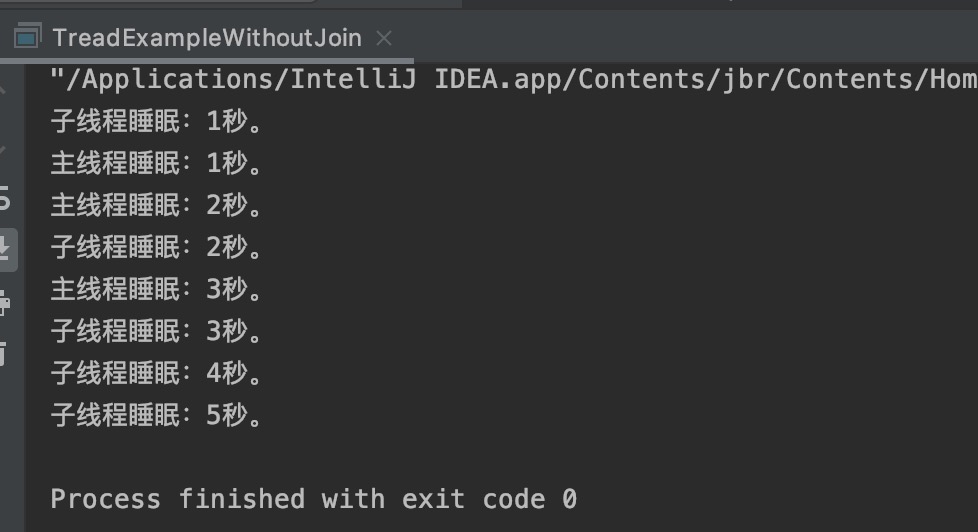 TreadExampleWithoutJoin
"/Applications/IntelliJ IDEA.app/Contents/jbr/Contents/Hom
子线程睡眠：1秒。
主线程睡眠：1秒。
主线程睡眠：2秒。
子线程睡眠：2秒。
主线程睡眠：3秒。
子线程睡眠：3秒。
子线程睡眠：4秒。
子线程睡眠：5秒。
Process finished with exit code 0